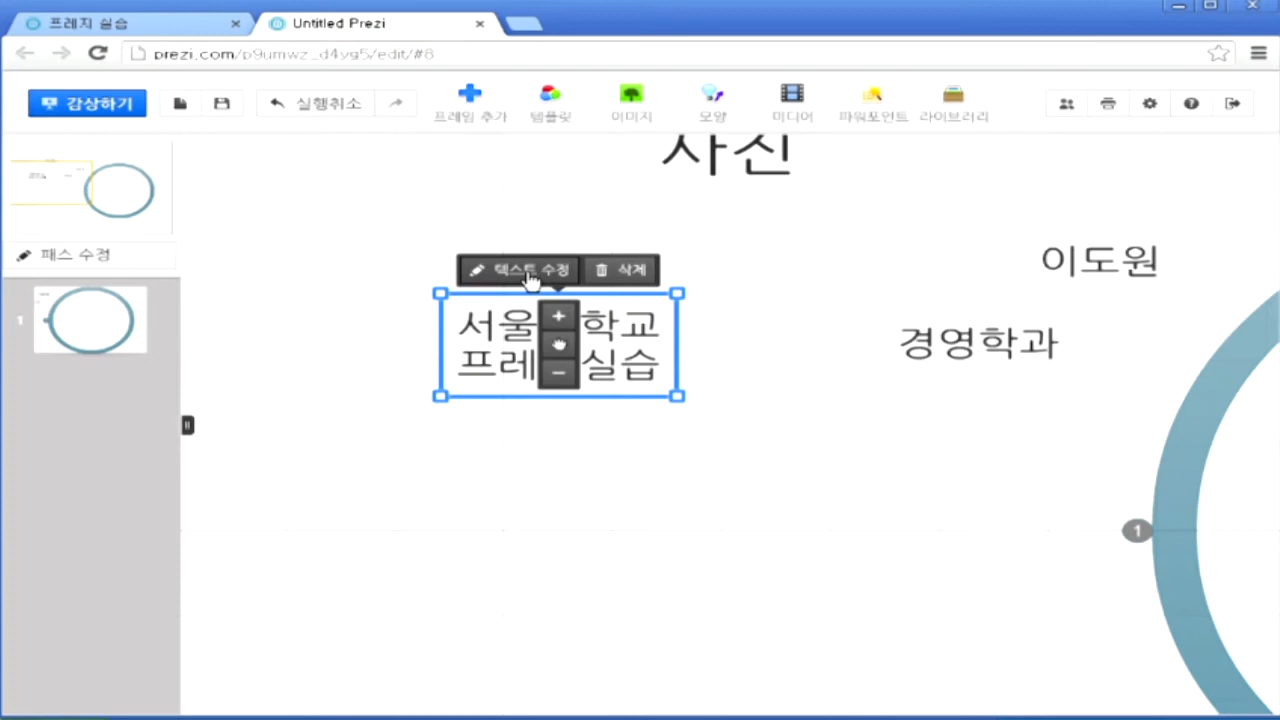 프레지 실습
Untitled Prezi
prezi.com/p9umwz_d4yg5/edit/#8
감상하기
실행취소
프레임 추가
템플릿
이미지
모양
미디어
파워포인트
라이브러리
사진
패스 수정
텍스트 수정
삭제
이도원
서울 학교
프레 실습
경영학과
1
1